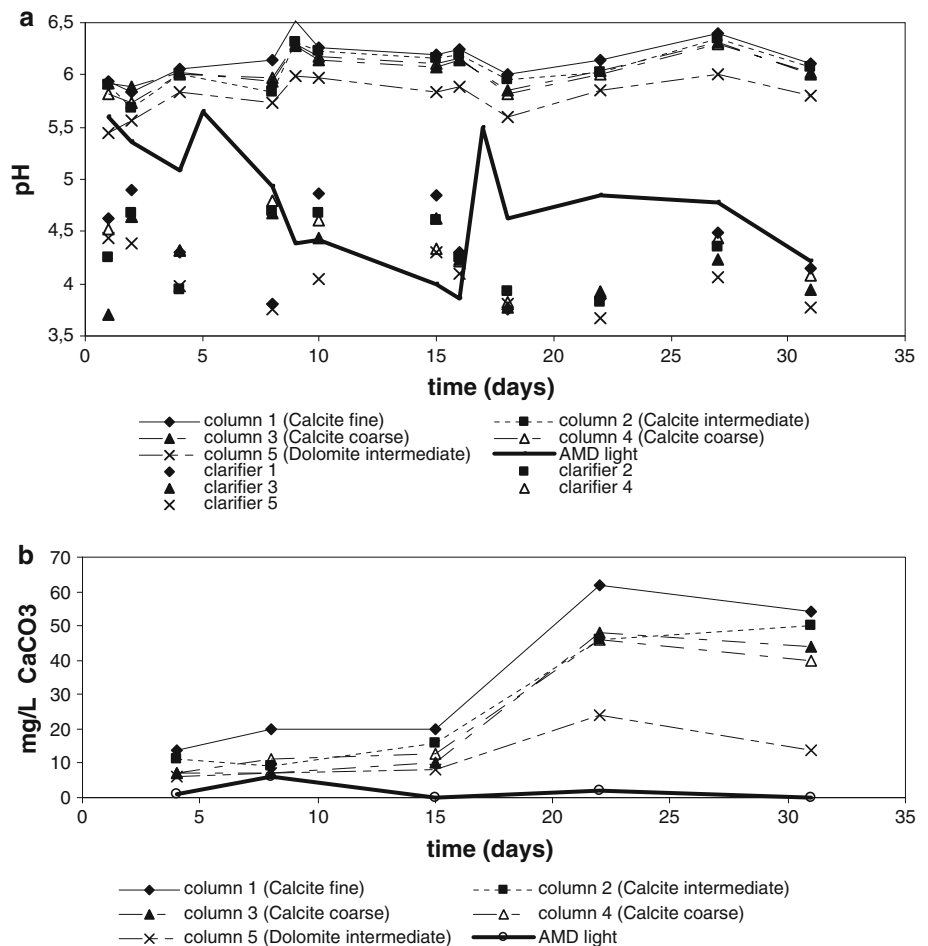 a
6,5
6
5,5
5
4,5
4
3,5
pH
0 5 10 15 20 25 30 35
time (days)
column 1 (Calcite fine) column 2 (Calcite intermediate)
column 3 (Calcite coarse) column 4 (Calcite coarse)
column 5 (Dolomite intermediate) AMD light
clarifier 1 clarifier 2
clarifier 3 clarifier 4
clarifier 5
b
70
60
50
40
30
20
10
0
mg/L CaCO3
0 5 10 15 20 25 30 35
time (days)
column 1 (Calcite fine) column 2 (Calcite intermediate)
column 3 (Calcite coarse) column 4 (Calcite coarse)
column 5 (Dolomite intermediate) AMD light